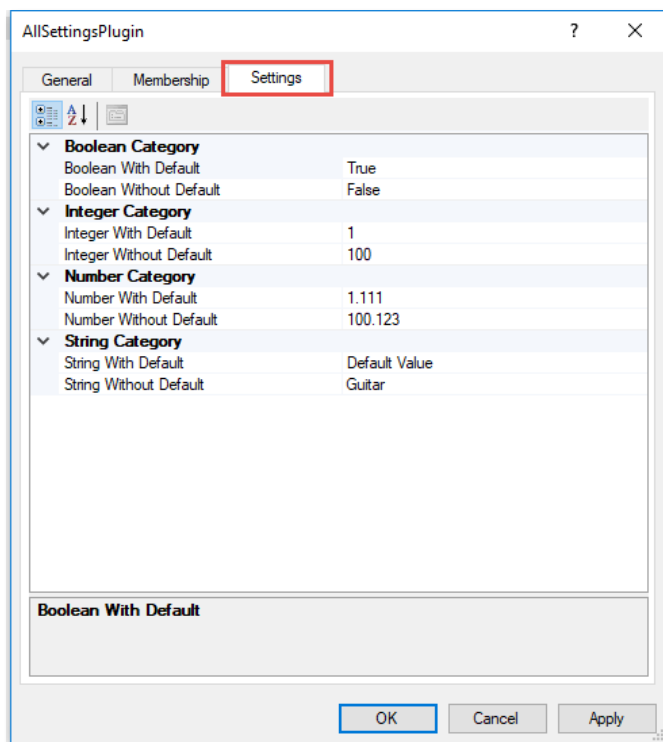 AllSettingsPlugin ?
General Membership Settings
Boolean Category
Boolean With Default True
Boolean Without Default False
Integer Category
Integer With Default 1
Integer Without Default 100
Number Category
Number With Default 1.111
Number Without Default 100.123
String Category
String With Default Default Value
String Without Default Guitar
Boolean With Default
OK Cancel Apply